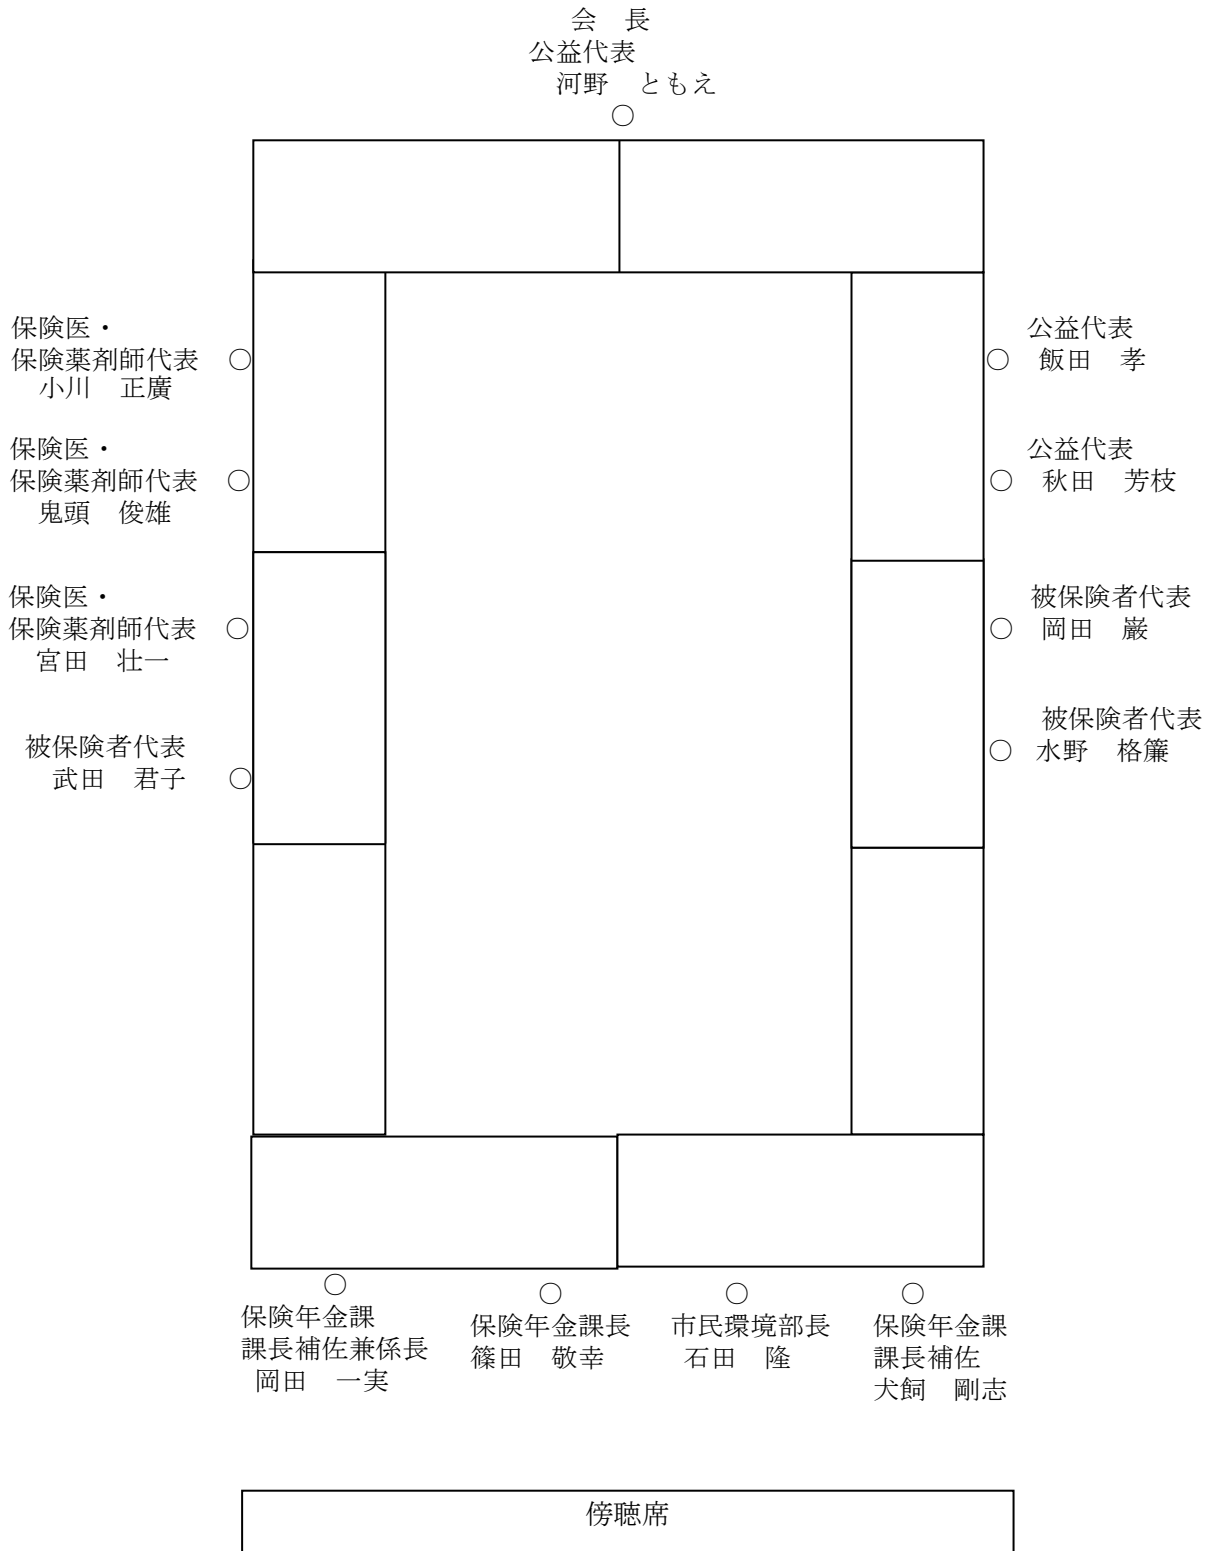 会　長
公益代表
河野　ともえ
○
保険医・
保険薬剤師代表　○
小川　正廣
保険医・
保険薬剤師代表　○
鬼頭　俊雄
保険医・
保険薬剤師代表　○
宮田　壮一
被保険者代表
武田　君子　○
公益代表
○　飯田　孝
公益代表
○　秋田　芳枝
被保険者代表
○　岡田　巌
被保険者代表
○　水野　格簾
○
保険年金課
課長補佐兼係長
岡田　一実
○
保険年金課長
篠田　敬幸
○
市民環境部長
石田　隆
○
保険年金課
課長補佐
犬飼　剛志
傍聴席